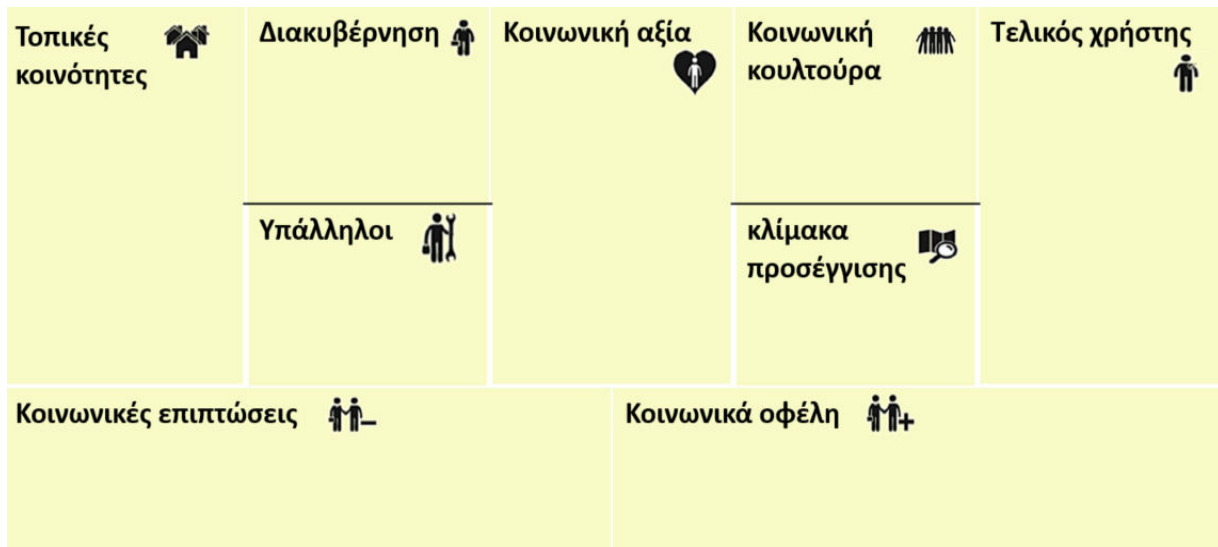 Τοπικές
κοινότητες
Διακυβέρνηση
Υπάλληλοι
Κοινωνική αξία
Κοινωνική
κουλτούρα
κλίμακα
προσέγγισης
Τελικός χρήστης
Κοινωνικές επιπτώσεις
Κοινωνικά οφέλη